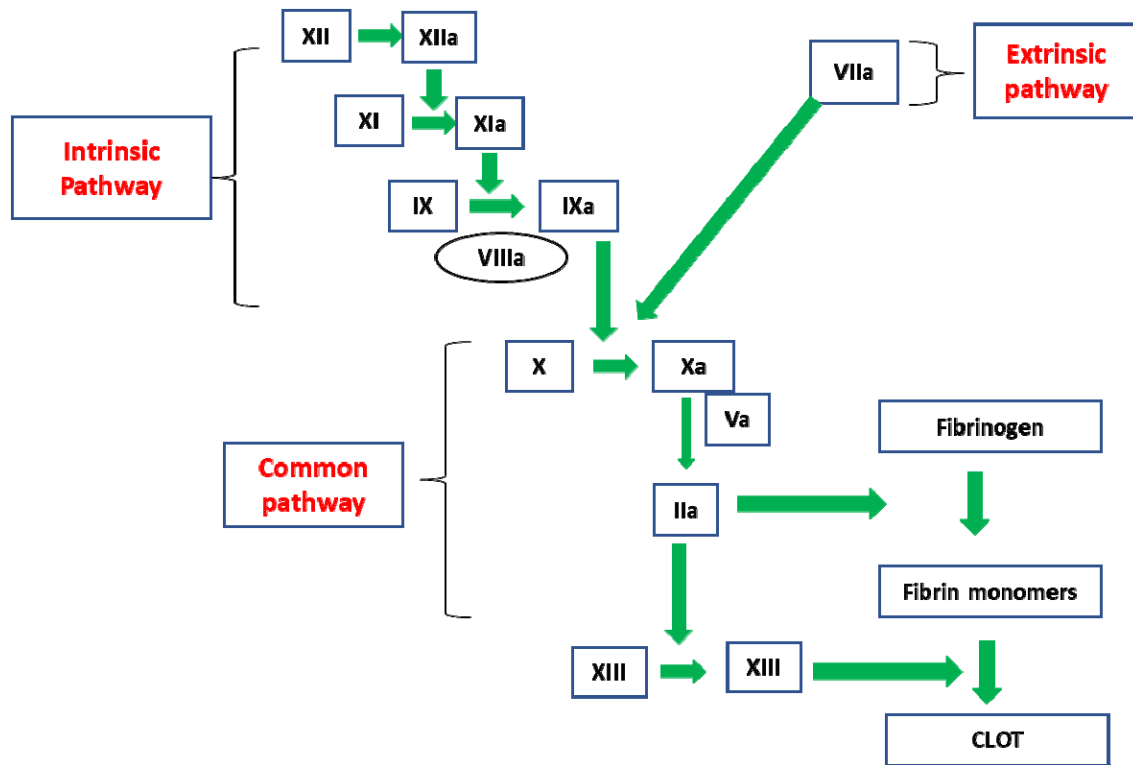 XII
XIIa
VIIa
Extrinsic
pathway
XI
XIa
Intrinsic
Pathway
IX
IXa
VIIIa
X
Xa
Va
Fibrinogen
Common
pathway
IIa
Fibrin monomers
XIII
XIII
CLOT